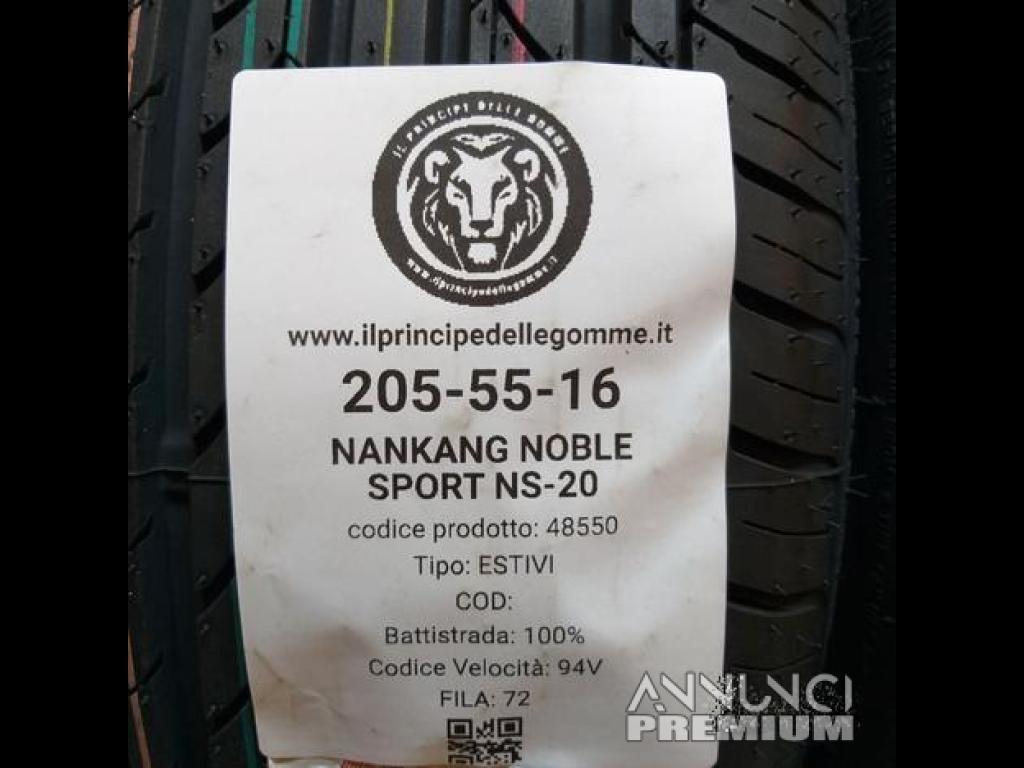 IL PRINCIPE DELLE GOMME
www.ilprincipedellegomme.it
www.ilprincipedellegomme.it
205-55-16
NANKANG NOBLE
SPORT NS-20
codice prodotto: 48550
Tipo: ESTIVI
COD:
Battistrada: 100%
Codice Velocità: 94V
FILA: 72
ANNUNCI
PREMIUM